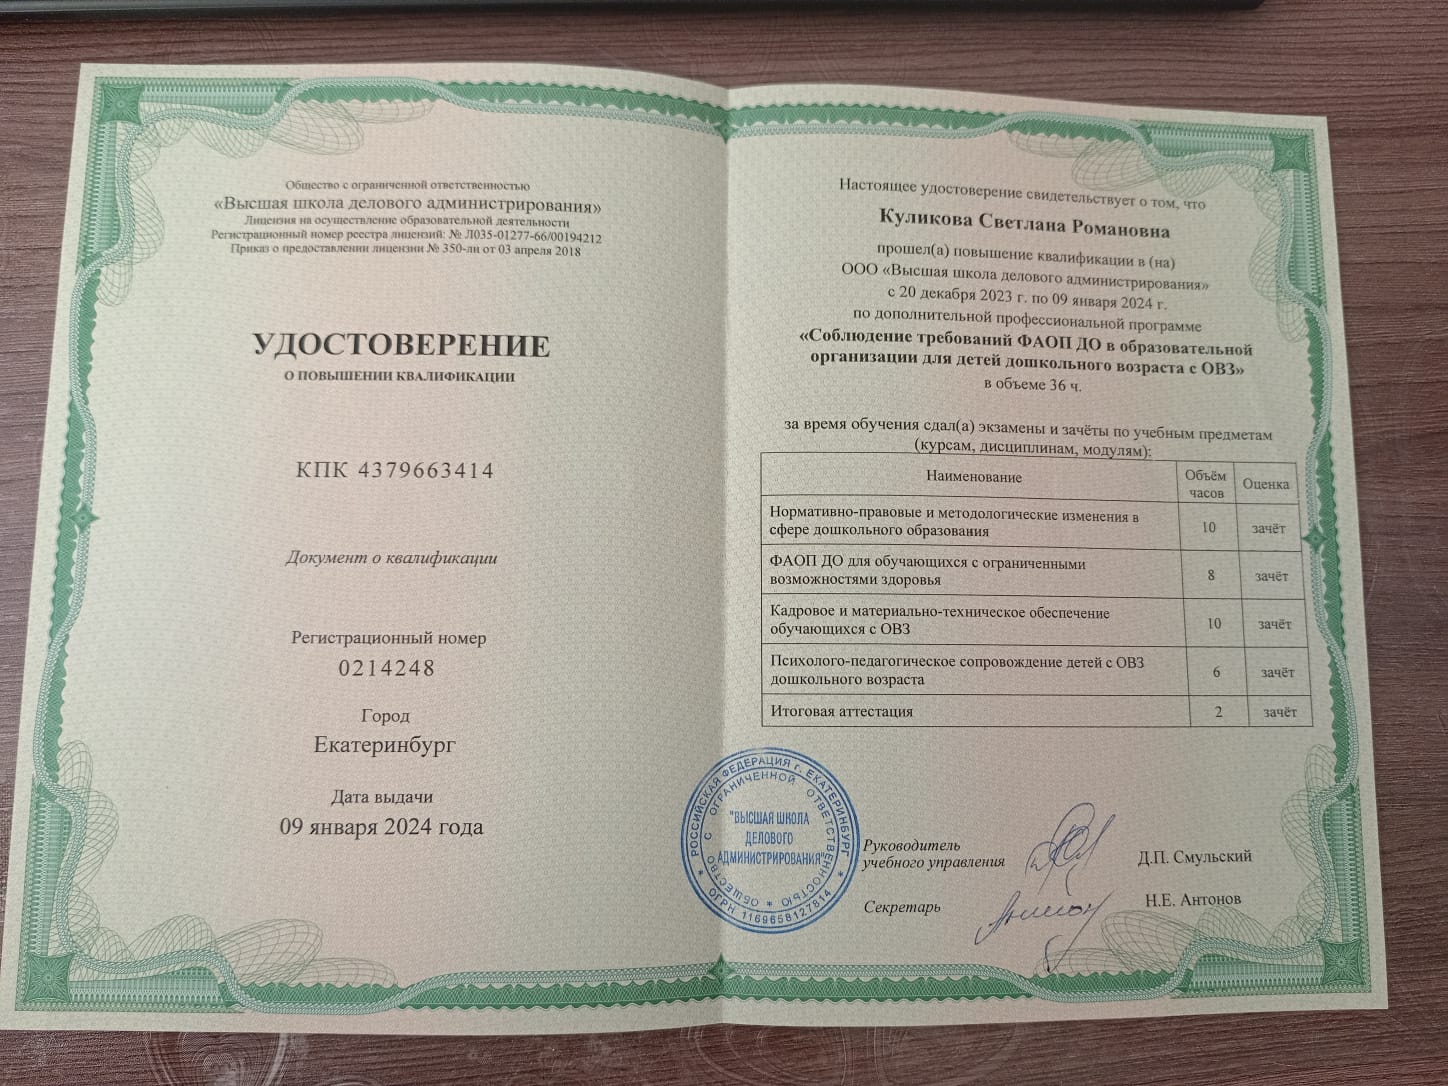 Общество с ограниченной ответственностью
«Высшая школа делового администрирования»
Лицензия на осуществление образовательной деятельности
Регистрационный номер реестра лицензий: № Л035-01277-66/00194212
Приказ о предоставлении лицензии № 350-ли от 03 апреля 2018
УДОСТОВЕРЕНИЕ
О ПОВЫШЕНИИ КВАЛИФИКАЦИИ
КПК 4379663414
Документ о квалификации
Регистрационный номер
0214248
Город
Екатеринбург
Дата выдачи
09 января 2024 года
Настоящее удостоверение свидетельствует о том, что
Куликова Светлана Романовна
прошел(а) повышение квалификации в (на)
ООО «Высшая школа делового администрирования»
с 20 декабря 2023 г. по 09 января 2024 г.
по дополнительной профессиональной программе
«Соблюдение требований ФАОП ДО в образовательной
организации для детей дошкольного возраста с ОВЗ»
в объеме 36 ч.
за время обучения сдал(а) экзамены и зачёты по учебным предметам
(курсам, дисциплинам, модулям):
Наименование Объём часов Оценка
Нормативно-правовые и методологические изменения в
сфере дошкольного образования 10 зачёт
ФАОП ДО для обучающихся с ограниченными
возможностями здоровья 8 зачёт
Кадровое и материально-техническое обеспечение
обучающихся с ОВЗ 10 зачёт
Психолого-педагогическое сопровождение детей с ОВЗ
дошкольного возраста 6 зачёт
Итоговая аттестация 2 зачёт
РОССИЙСКАЯ ФЕДЕРАЦИЯ г. ЕКАТЕРИНБУРГ
* ОГРН 1169658127814 *
ОБЩЕСТВО С ОГРАНИЧЕННОЙ ОТВЕТСТВЕННОСТЬЮ *
"ВЫСШАЯ ШКОЛА
ДЕЛОВОГО
АДМИНИСТРИРОВАНИЯ"
Руководитель
учебного управления
Д.П. Смульский
Секретарь
Н.Е. Антонов